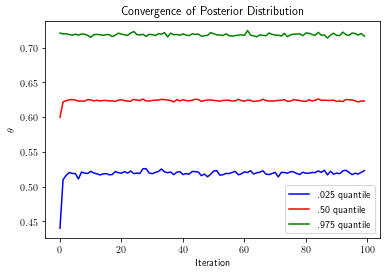 Convergence of Posterior Distribution
0.70
0.65
0.60
0.55
0.50
0.45
θ
0
20
40
60
80
100
Iteration
.025 quantile
.50 quantile
.975 quantile